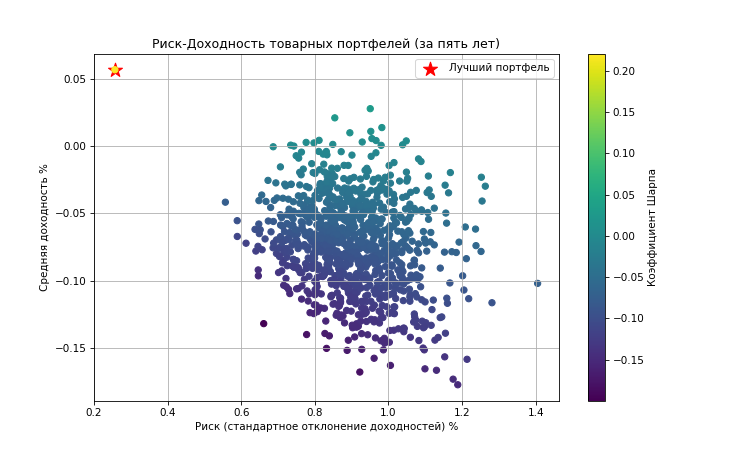 Риск-Доходность товарных портфелей (за пять лет)
Лучший портфель
Средняя доходность %
0.05
0.00
−0.05
−0.10
−0.15
0.2 0.4 0.6 0.8 1.0 1.2 1.4
Риск (стандартное отклонение доходностей) %
0.20
0.15
0.10
0.05
0.00
−0.05
−0.10
−0.15
Коэффициент Шарпа